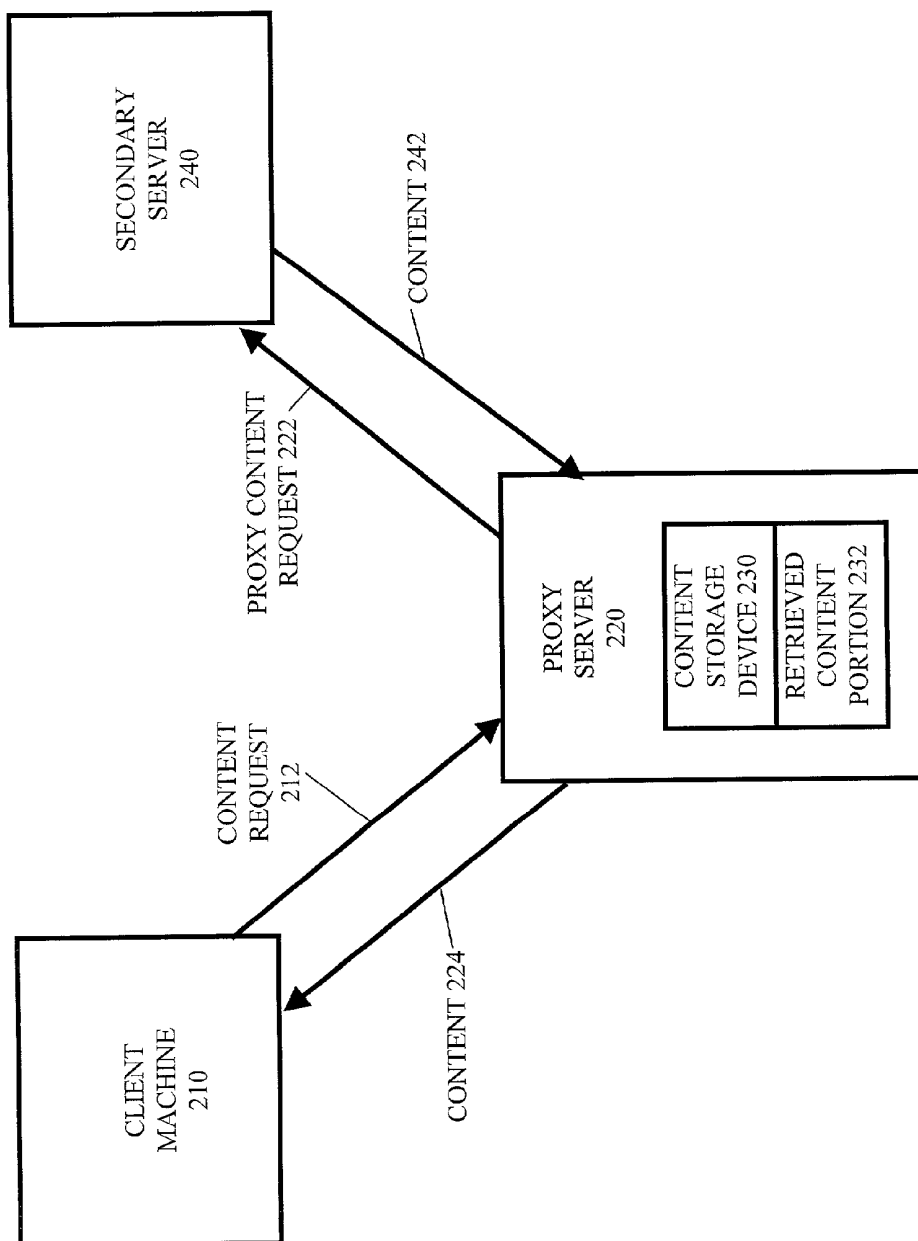 CLIENT
MACHINE
210
CONTENT
REQUEST
212
CONTENT 224
PROXY
SERVER
220
CONTENT
STORAGE
DEVICE 230
RETRIEVED
CONTENT
PORTION 232
PROXY CONTENT
REQUEST 222
CONTENT 242
SECONDARY
SERVER
240